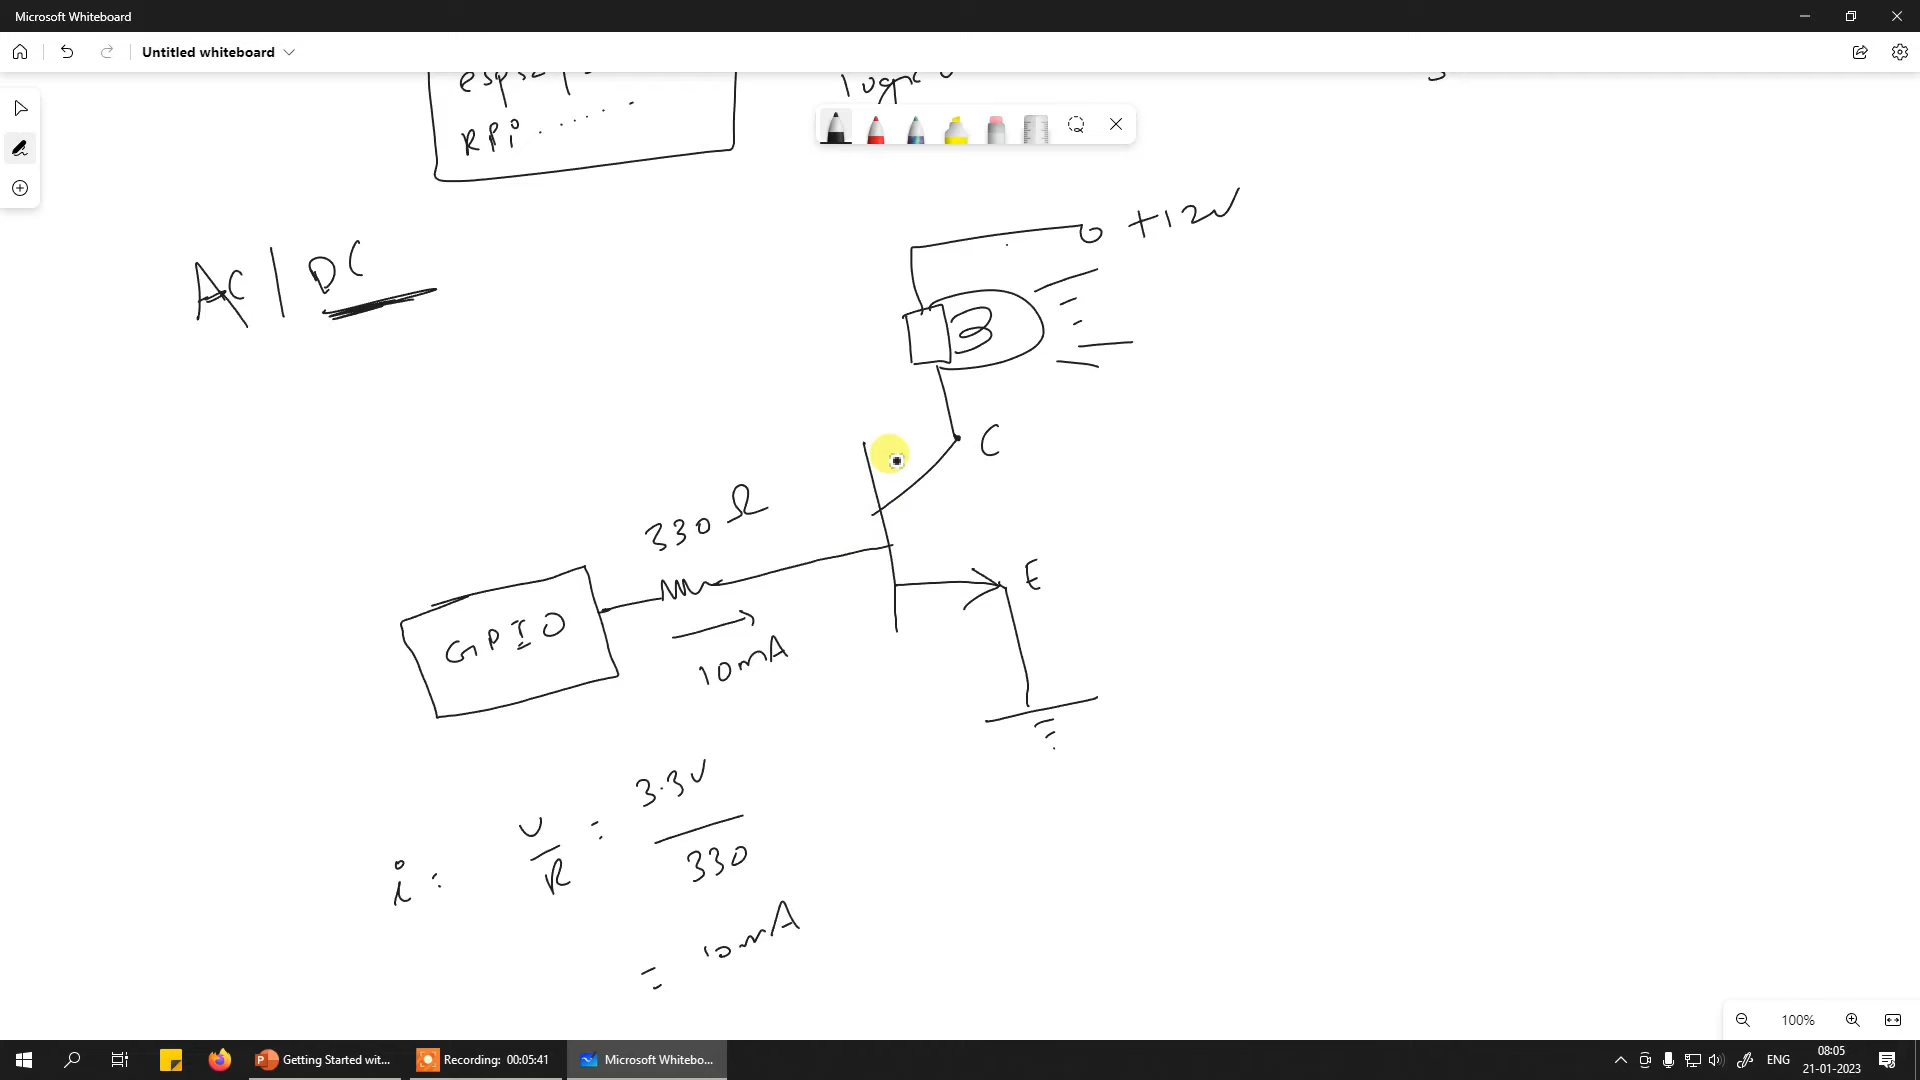 Microsoft Whiteboard
Untitled whiteboard
RPi ......
AC / DC
+12V
C
330 Ω
E
GPIO
10mA
i = V/R = 3.3V/330
= 10mA
100%
Getting Started wit...
Recording: 00:05:41
Microsoft Whitebo...
ENG
08:05
21-01-2023